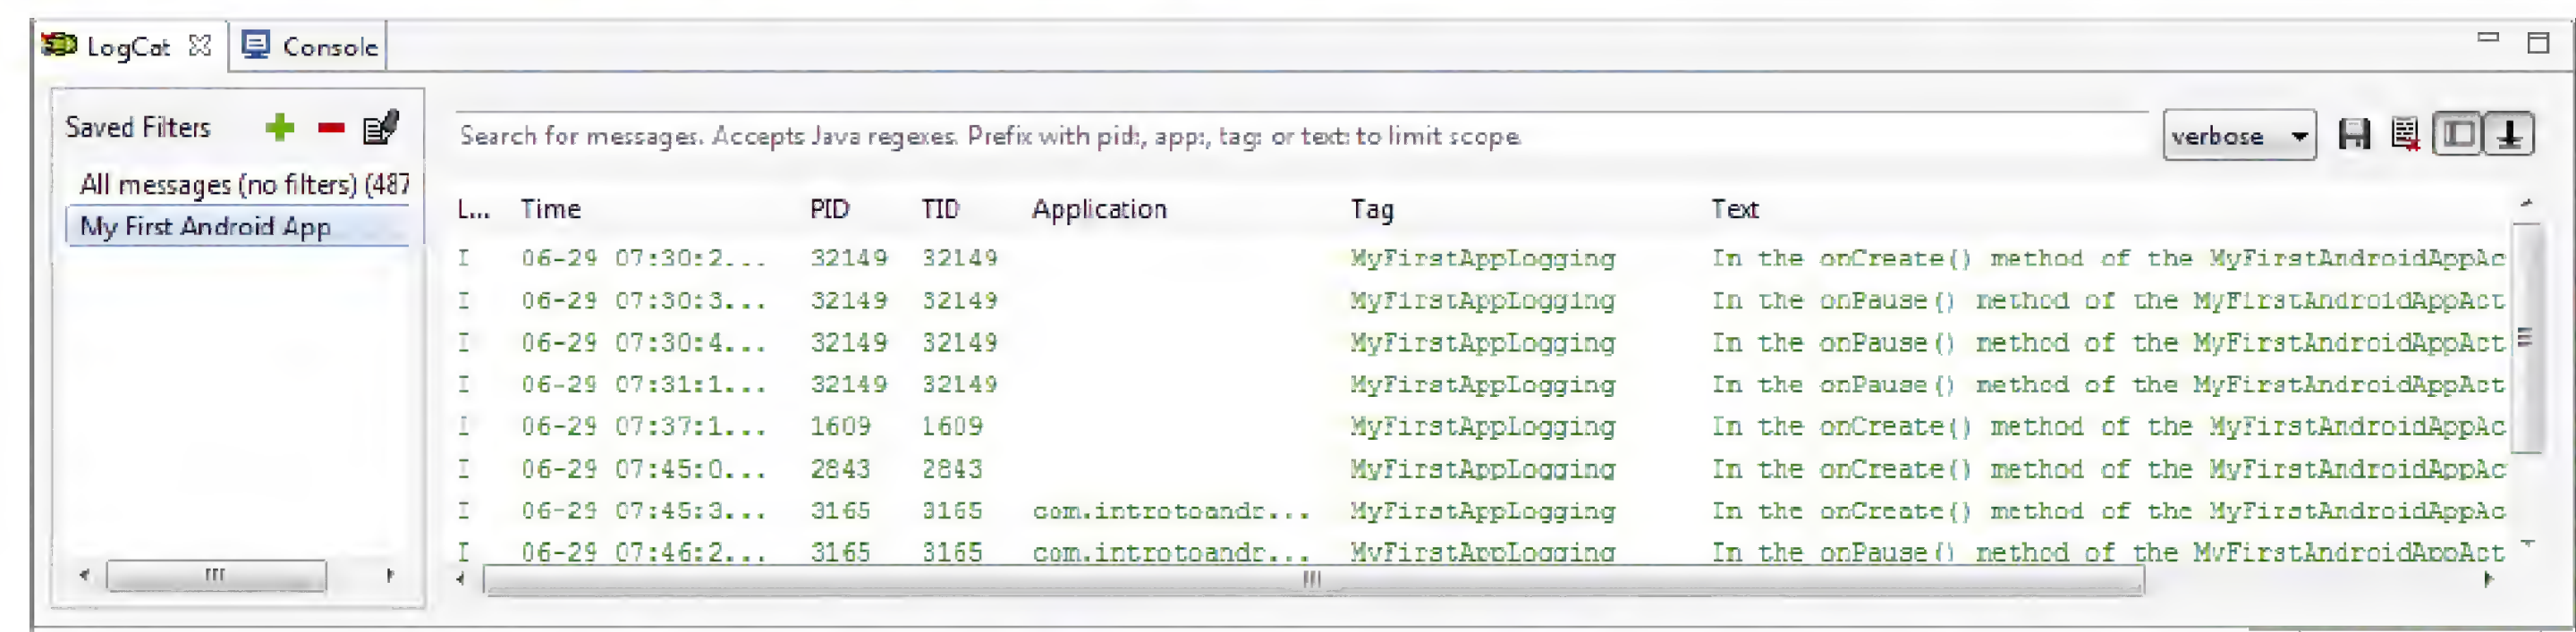 LogCat Console
Saved Filters
All messages (no filters) (487
My First Android App
Search for messages. Accepts Java regexes. Prefix with pid:, app:, tag: or text: to limit scope.
verbose
L... Time PID TID Application Tag Text
I 06-29 07:30:2... 32149 32149 MyFirstAppLogging In the onCreate() method of the MyFirstAndroidAppAc
I 06-29 07:30:3... 32149 32149 MyFirstAppLogging In the onPause() method of the MyFirstAndroidAppAct
I 06-29 07:30:4... 32149 32149 MyFirstAppLogging In the onPause() method of the MyFirstAndroidAppAct
I 06-29 07:31:1... 32149 32149 MyFirstAppLogging In the onPause() method of the MyFirstAndroidAppAct
I 06-29 07:37:1... 1609 1609 MyFirstAppLogging In the onCreate() method of the MyFirstAndroidAppAc
I 06-29 07:45:0... 2843 2843 MyFirstAppLogging In the onCreate() method of the MyFirstAndroidAppAc
I 06-29 07:45:3... 3165 3165 com.introtoandr... MyFirstAppLogging In the onCreate() method of the MyFirstAndroidAppAc
I 06-29 07:46:2... 3165 3165 com.introtoandr... MyFirstAppLogging In the onPause() method of the MyFirstAndroidAppAct